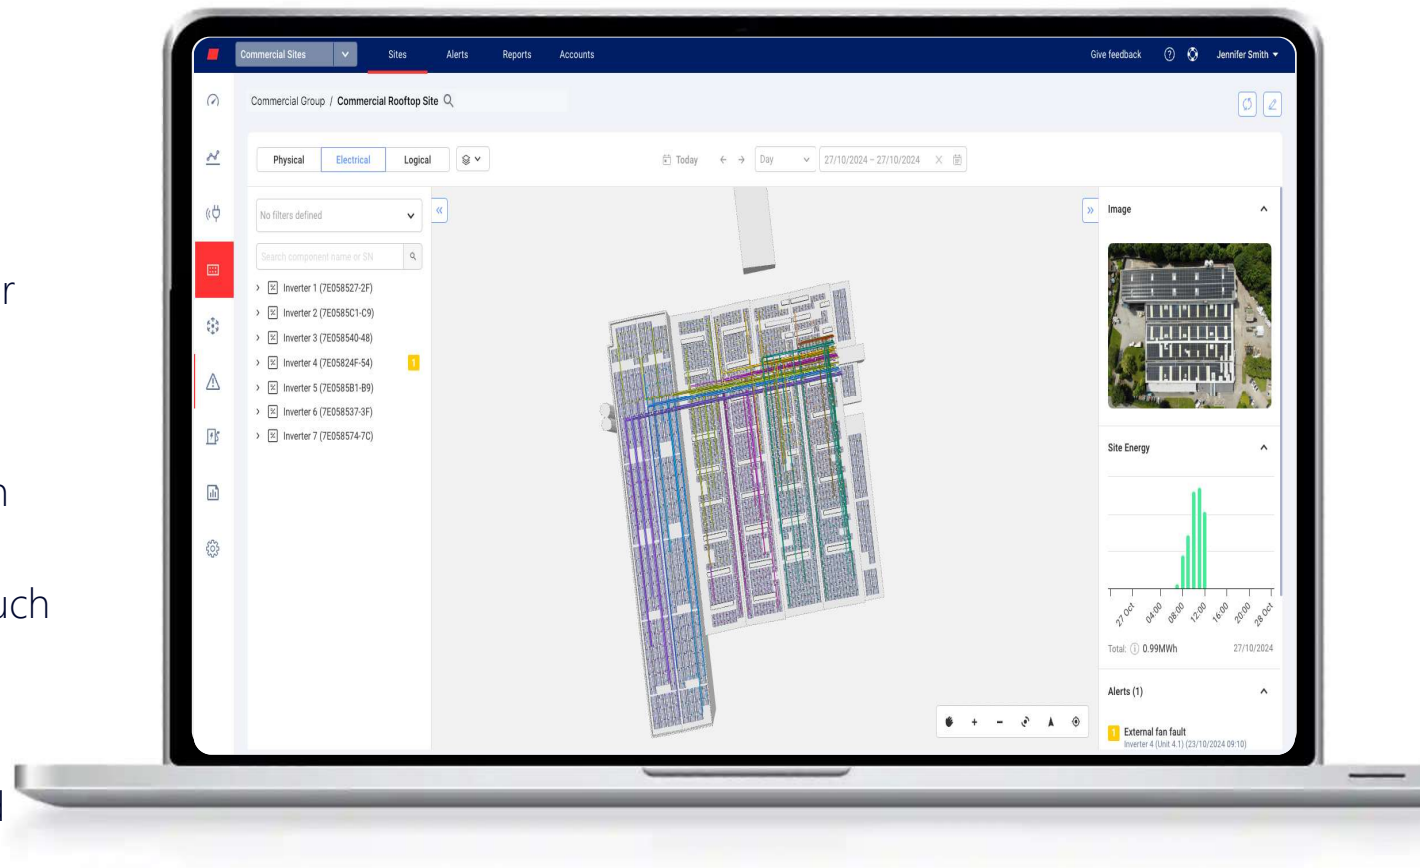 Commercial Sites
Sites
Alerts
Reports
Accounts
Give feedback
?
Jennifer Smith
Commercial Group / Commercial Rooftop Site
Physical
Electrical
Logical
Today
Day
27/10/2024 – 27/10/2024
No filters defined
Search component name or SN
Inverter 1 (7E058527-2F)
Inverter 2 (7E0585C1-C9)
Inverter 3 (7E058540-48)
Inverter 4 (7E05824F-54)
1
Inverter 5 (7E0585B1-B9)
Inverter 6 (7E058537-3F)
Inverter 7 (7E058574-7C)
Image
Site Energy
27 Oct
04:00
08:00
12:00
16:00
20:00
28 Oct
Total: 0.99MWh
27/10/2024
Alerts (1)
1 External fan fault
Inverter 4 (Unit 4.1) (23/10/2024 09:10)